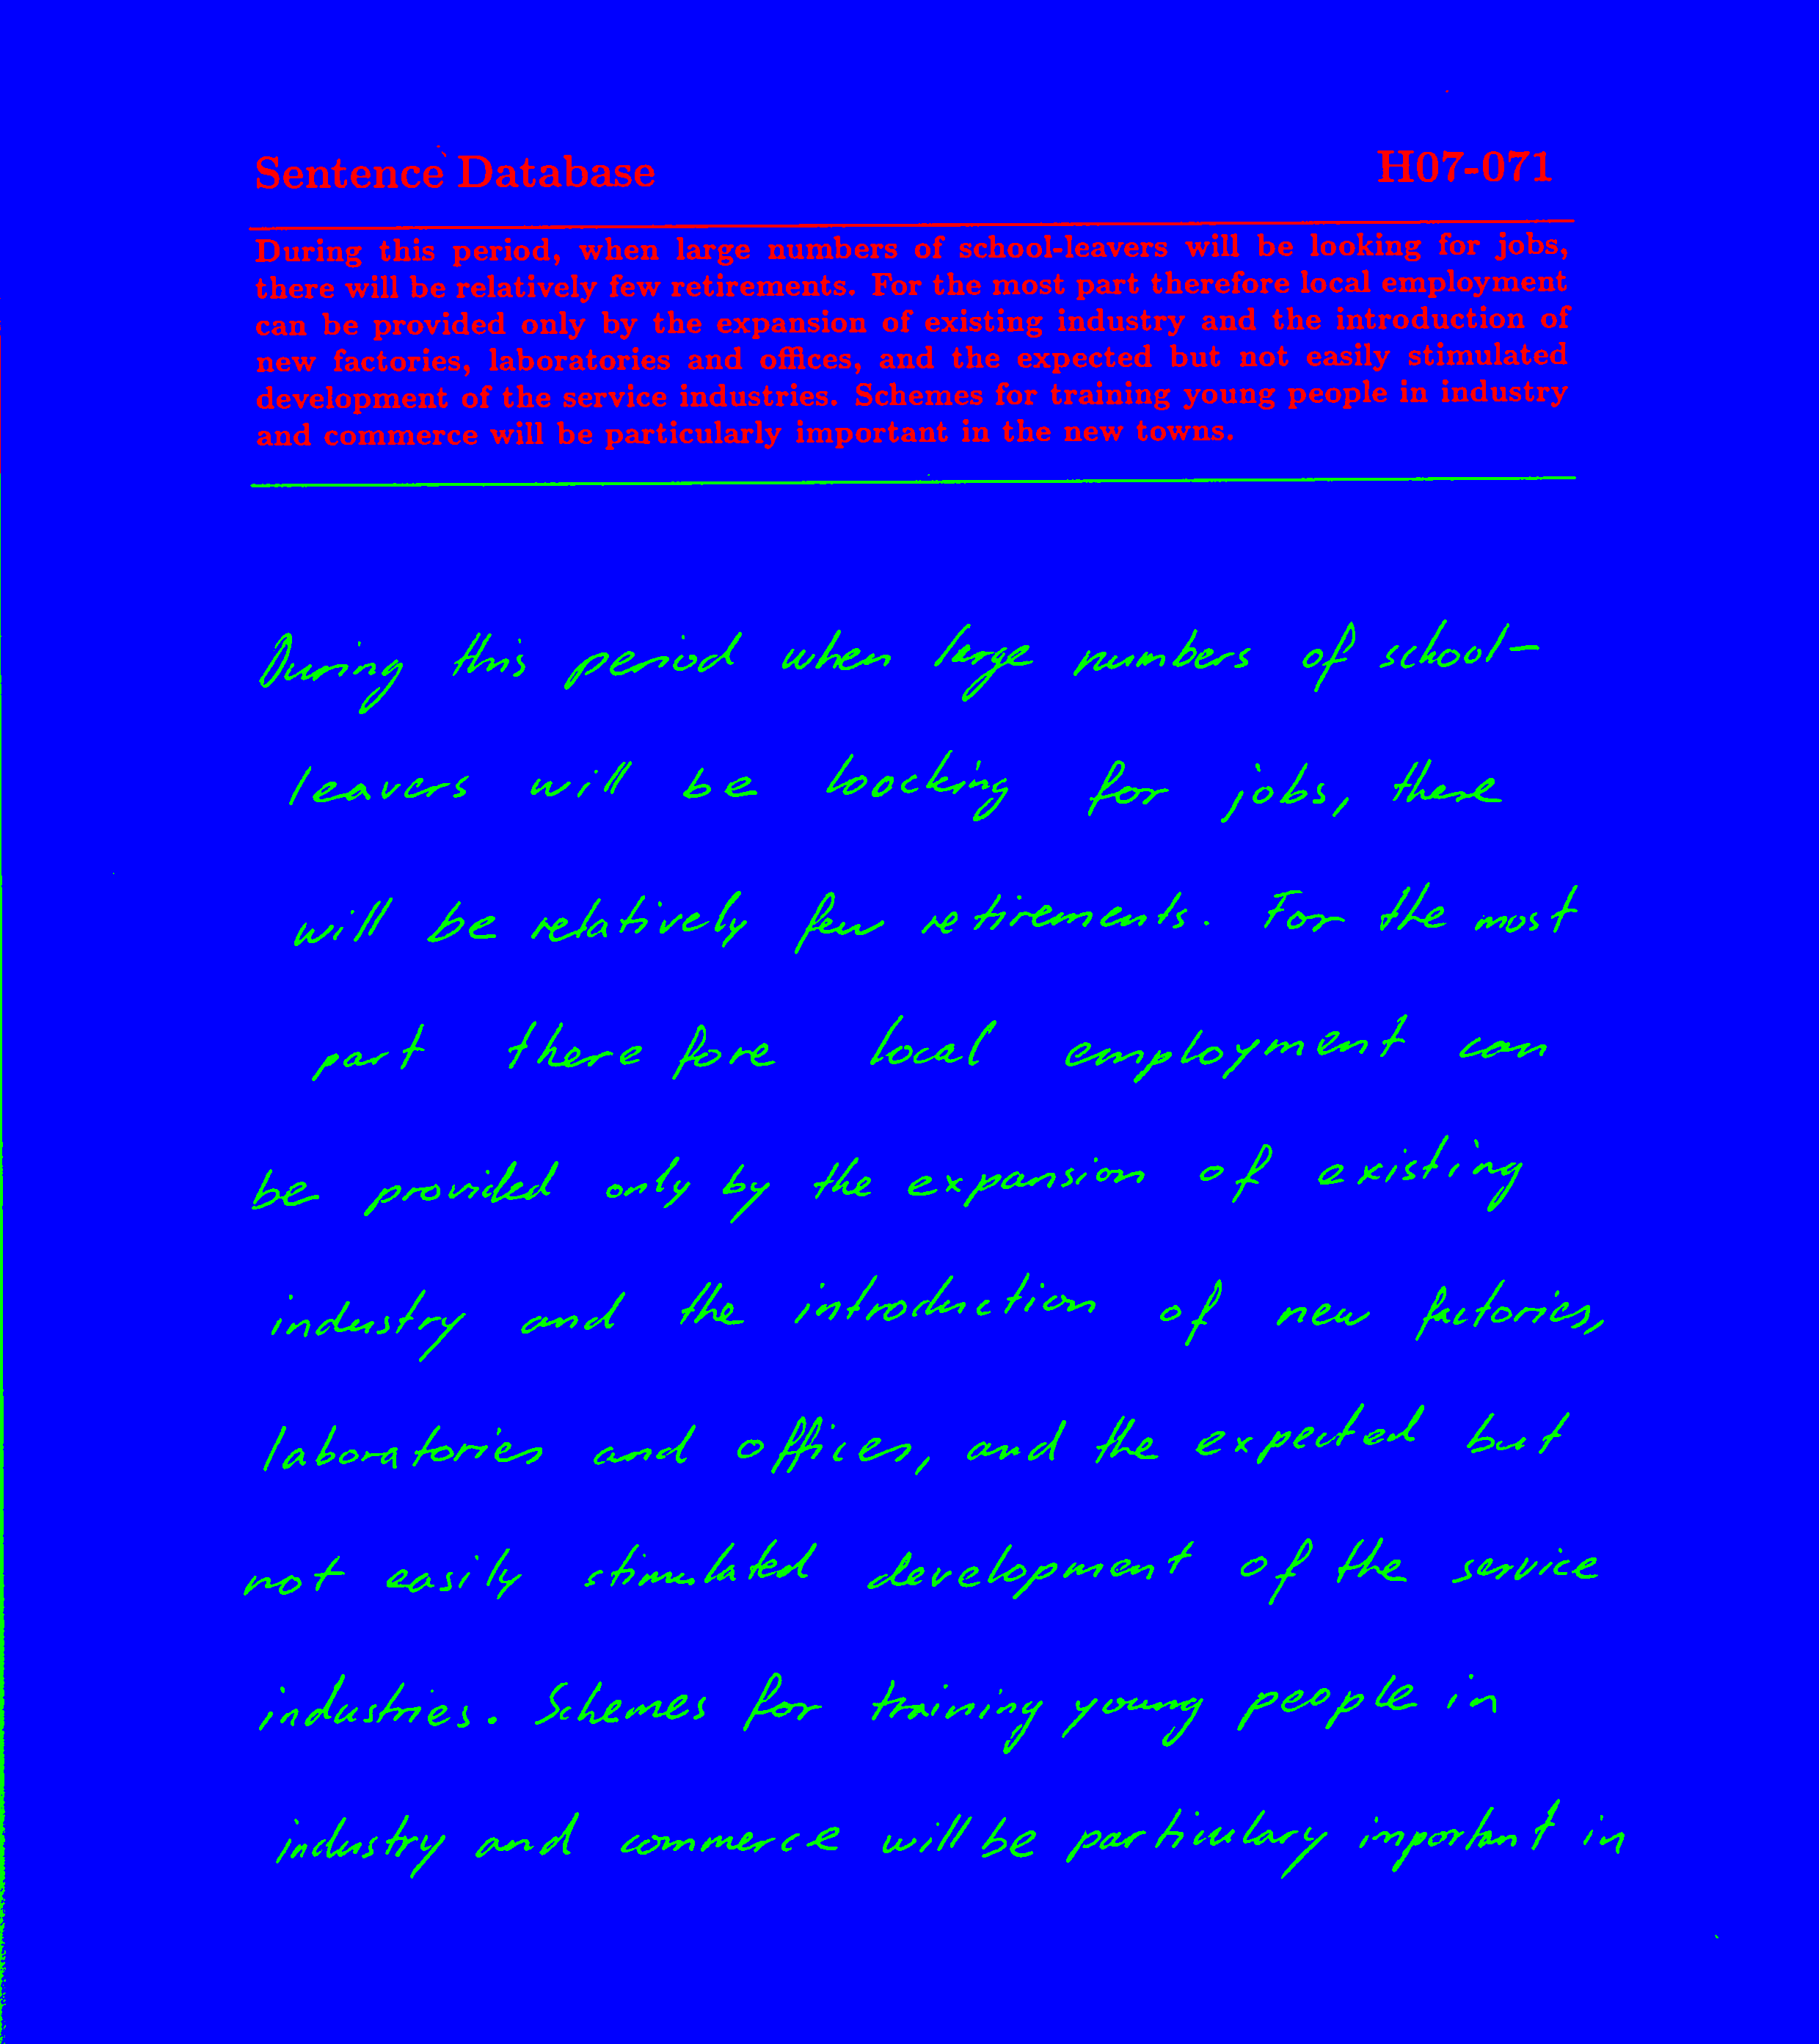 Sentence Database H07-071
During this period, when large numbers of school-leavers will be looking for jobs,
there will be relatively few retirements. For the most part therefore local employment
can be provided only by the expansion of existing industry and the introduction of
new factories, laboratories and offices, and the expected but not easily stimulated
development of the service industries. Schemes for training young people in industry
and commerce will be particularly important in the new towns.
During this period when large numbers of school-
leavers will be loocking for jobs, there
will be relatively few retirements. For the most
part therefore local employment can
be provided only by the expansion of existing
industry and the introduction of new factories,
laboratories and offices, and the expected but
not easily stimulated development of the service
industries. Schemes for training young people in
industry and commerce will be particulary important in